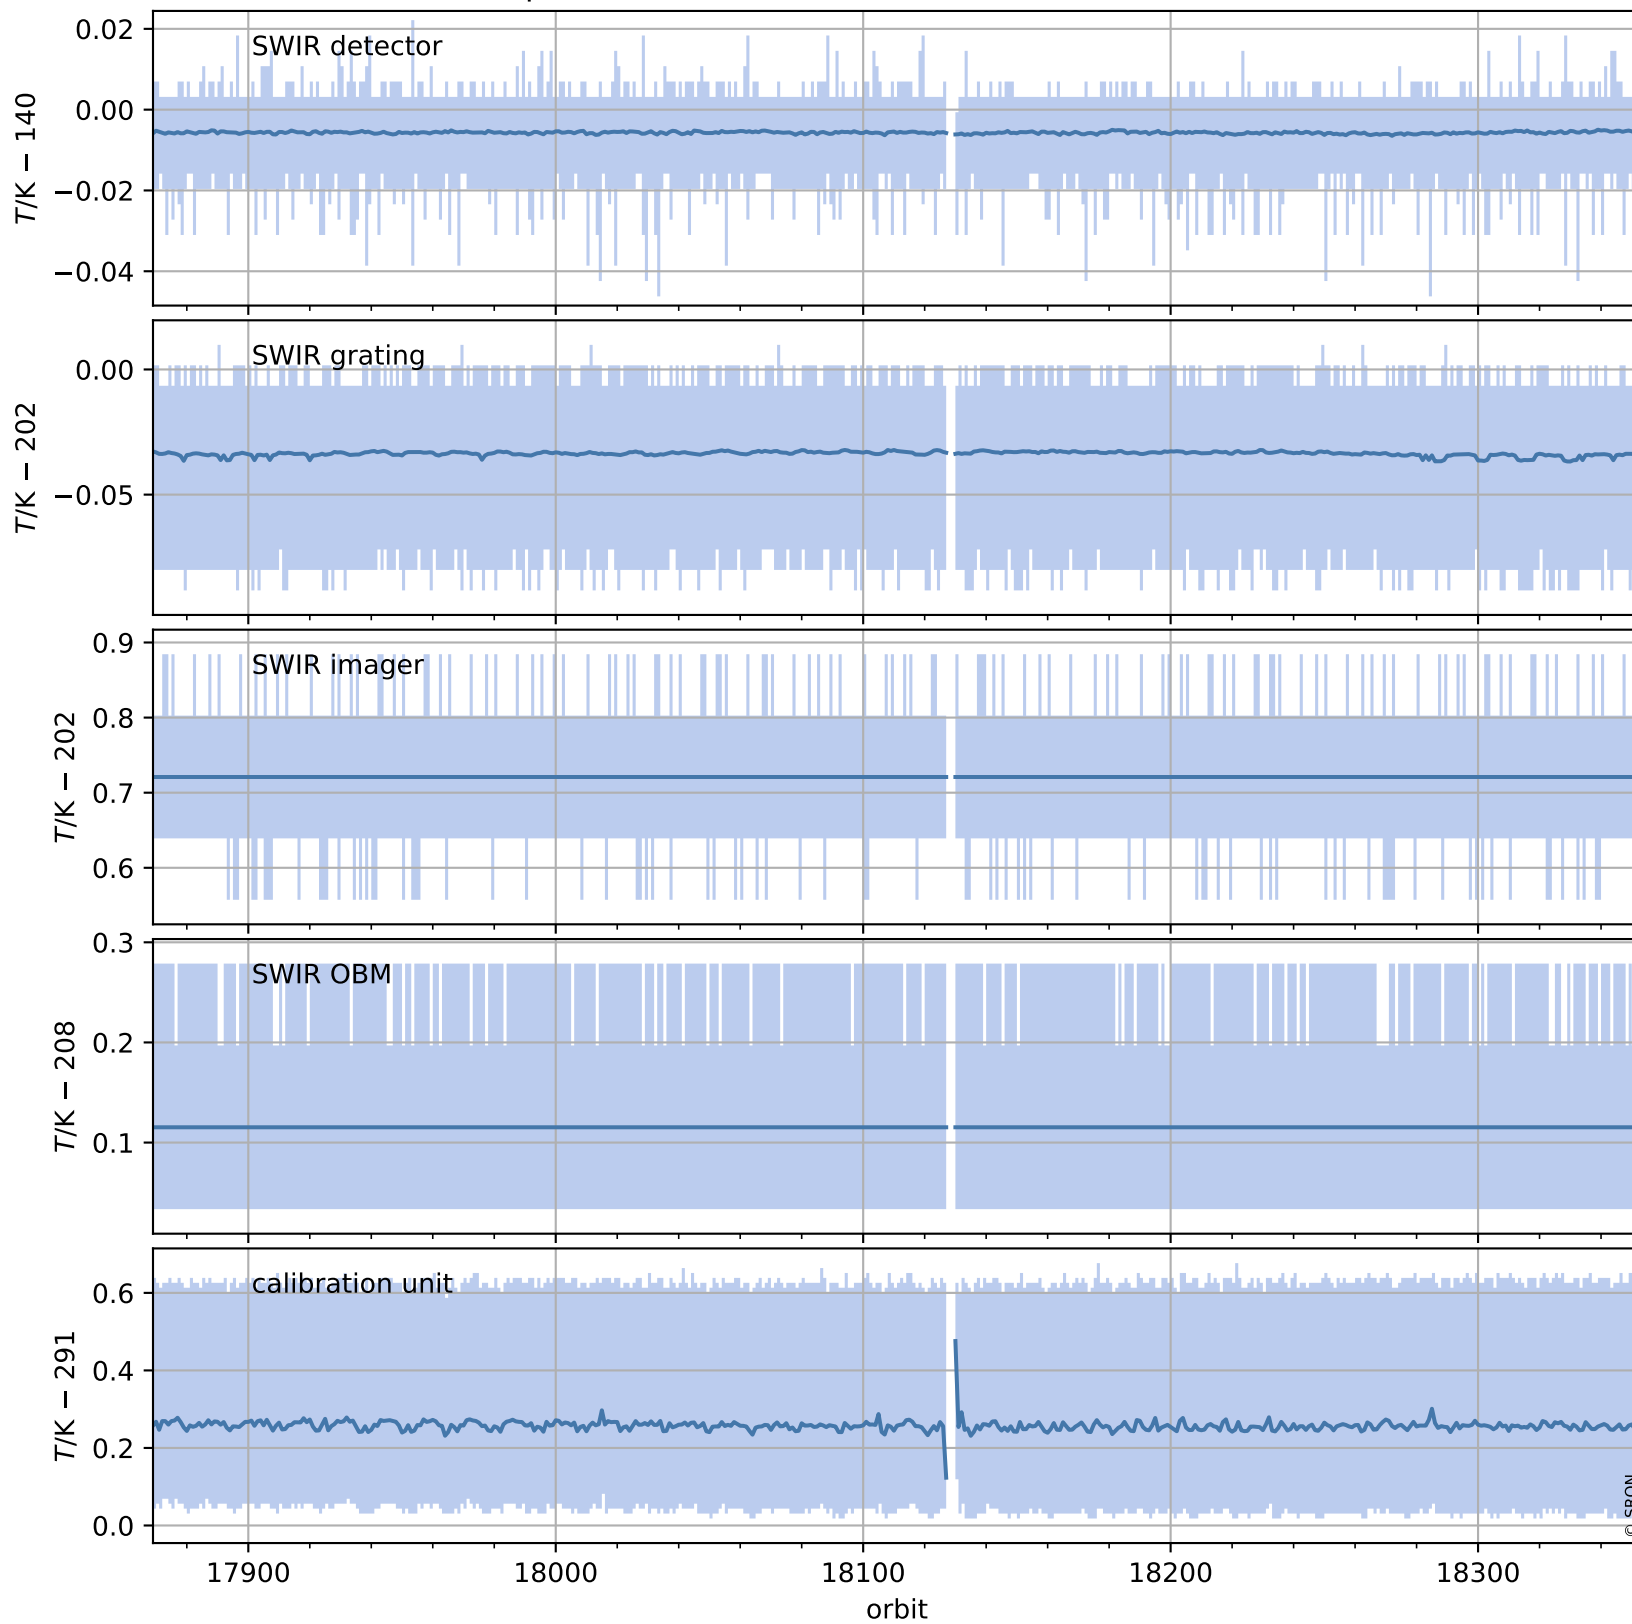 0.02
SWIR detector
0.00
−0.02
−0.04
T/K − 140
SWIR grating
0.00
−0.05
T/K − 202
0.9
SWIR imager
0.8
0.7
0.6
T/K − 202
0.3
SWIR OBM
0.2
0.1
T/K − 208
calibration unit
0.6
0.4
0.2
0.0
T/K − 291
© SRON
17900 18000 18100 18200 18300
orbit